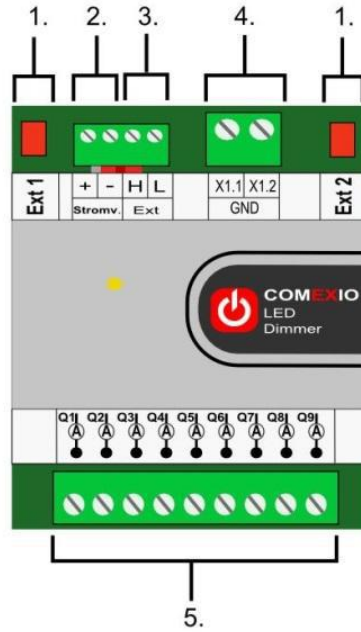 1. 2. 3. 4. 1.
Ext 1
+ - H L
Stromv. Ext
X1.1 X1.2
GND
Ext 2
COMEXIO
LED
Dimmer
Q1 Q2 Q3 Q4 Q5 Q6 Q7 Q8 Q9
A A A A A A A A A
5.